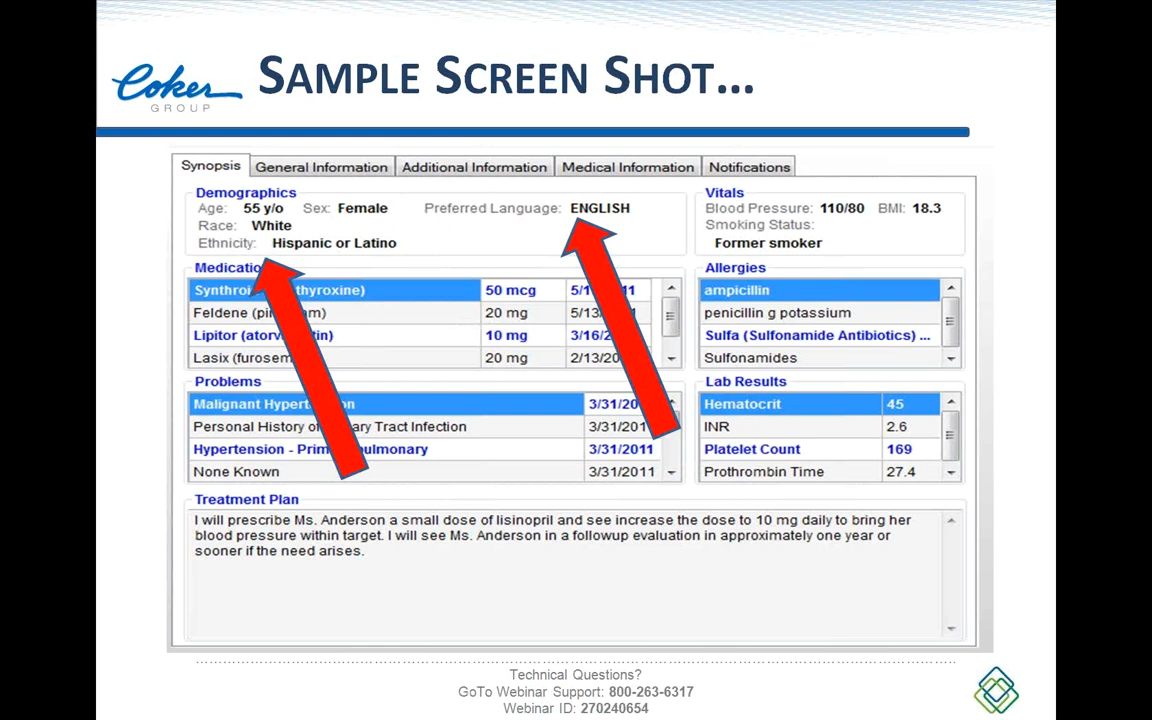 Coker
GROUP
SAMPLE SCREEN SHOT...
Synopsis General Information Additional Information Medical Information Notifications
Demographics
Age: 55 y/o Sex: Female Preferred Language: ENGLISH
Race: White
Ethnicity: Hispanic or Latino
Vitals
Blood Pressure: 110/80 BMI: 18.3
Smoking Status:
Former smoker
Medicatio
Synthroi thyroxine) 50 mcg 5/1 11
Feldene (pi am) 20 mg 5/13
Lipitor (atorv tin) 10 mg 3/16/2
Lasix (furosem 20 mg 2/13/20
Allergies
ampicillin
penicillin g potassium
Sulfa (Sulfonamide Antibiotics) ...
Sulfonamides
Problems
Malignant Hypert on 3/31/20
Personal History of ary Tract Infection 3/31/201
Hypertension - Prim pulmonary 3/31/2011
None Known 3/31/2011
Lab Results
Hematocrit 45
INR 2.6
Platelet Count 169
Prothrombin Time 27.4
Treatment Plan
I will prescribe Ms. Anderson a small dose of lisinopril and see increase the dose to 10 mg daily to bring her
blood pressure within target. I will see Ms. Anderson in a followup evaluation in approximately one year or
sooner if the need arises.
Technical Questions?
GoTo Webinar Support: 800-263-6317
Webinar ID: 270240654